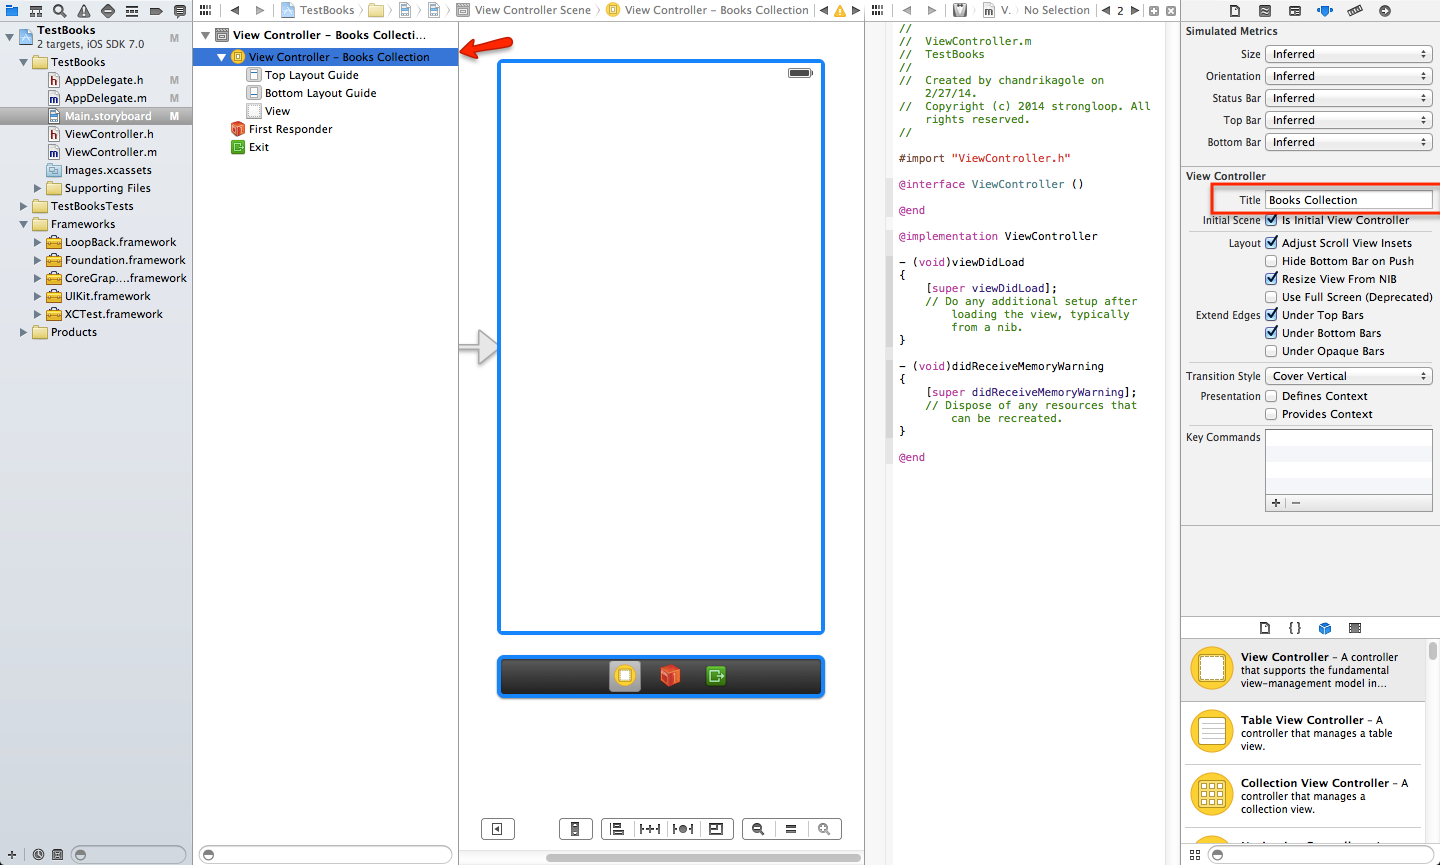 TestBooks
View Controller Scene
View Controller – Books Collection
V.
No Selection
2
TestBooks
2 targets, iOS SDK 7.0
M
TestBooks
AppDelegate.h
M
AppDelegate.m
M
Main.storyboard
M
ViewController.h
ViewController.m
Images.xcassets
Supporting Files
TestBooksTests
Frameworks
LoopBack.framework
Foundation.framework
CoreGrap....framework
UIKit.framework
XCTest.framework
Products
View Controller – Books Collecti...
View Controller – Books Collection
Top Layout Guide
Bottom Layout Guide
View
First Responder
Exit
//
//  ViewController.m
//  TestBooks
//
//  Created by chandrikagole on
2/27/14.
//  Copyright (c) 2014 strongloop. All
rights reserved.
//
#import "ViewController.h"
@interface ViewController ()
@end
@implementation ViewController
- (void)viewDidLoad
{
[super viewDidLoad];
// Do any additional setup after
loading the view, typically
from a nib.
}
- (void)didReceiveMemoryWarning
{
[super didReceiveMemoryWarning];
// Dispose of any resources that
can be recreated.
}
@end
Simulated Metrics
Size Inferred
Orientation Inferred
Status Bar Inferred
Top Bar Inferred
Bottom Bar Inferred
View Controller
Title Books Collection
Initial Scene Is Initial View Controller
Layout Adjust Scroll View Insets
Hide Bottom Bar on Push
Resize View From NIB
Use Full Screen (Deprecated)
Extend Edges Under Top Bars
Under Bottom Bars
Under Opaque Bars
Transition Style Cover Vertical
Presentation Defines Context
Provides Context
Key Commands
View Controller – A controller
that supports the fundamental
view-management model in...
Table View Controller – A
controller that manages a table
view.
Collection View Controller – A
controller that manages a
collection view.